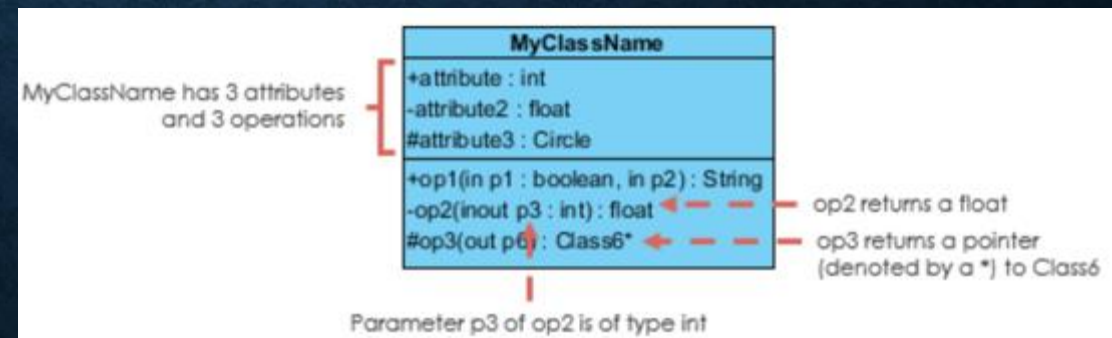 MyClassName
+attribute : int
-attribute2 : float
#attribute3 : Circle
+op1(in p1 : boolean, in p2) : String
-op2(inout p3 : int) : float
#op3(out p6) : Class6*
MyClassName has 3 attributes
and 3 operations
op2 returns a float
op3 returns a pointer
(denoted by a *) to Class6
Parameter p3 of op2 is of type int